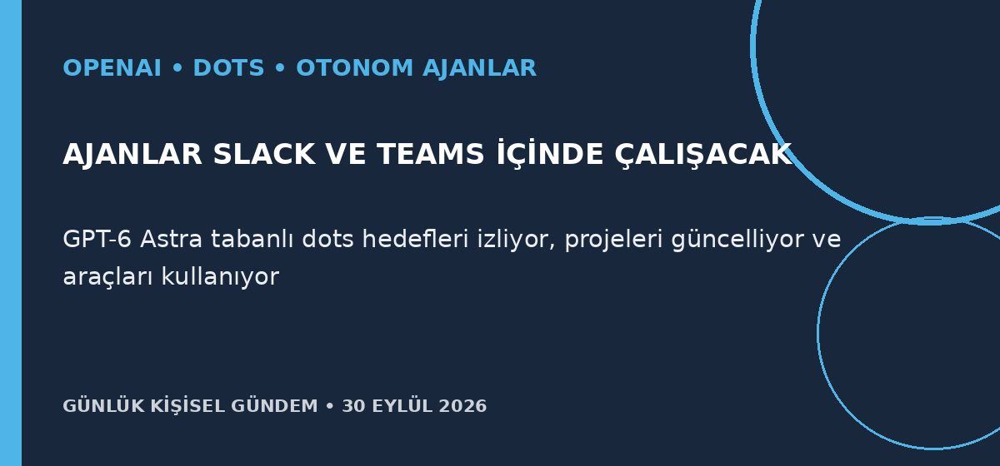 OPENAI • DOTS • OTONOM AJANLAR
AJANLAR SLACK VE TEAMS İÇİNDE ÇALIŞACAK
GPT-6 Astra tabanlı dots hedefleri izliyor, projeleri güncelliyor ve
araçları kullanıyor
GÜNLÜK KİŞİSEL GÜNDEM • 30 EYLÜL 2026